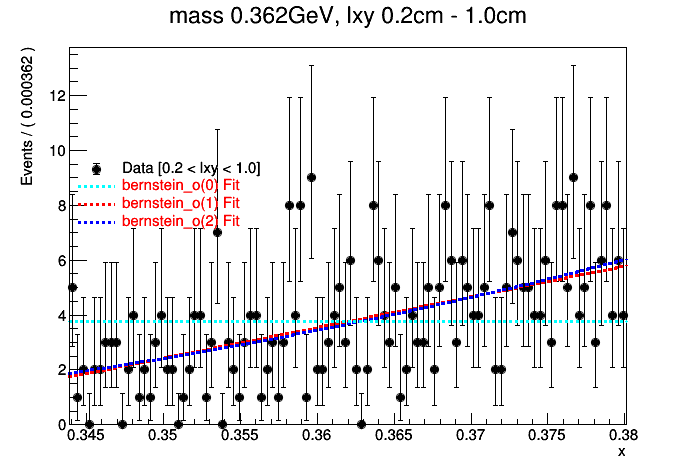 mass 0.362GeV, lxy 0.2cm - 1.0cm
Events / ( 0.000362 )
12
10
8
6
4
2
0
Data [0.2 < lxy < 1.0]
bernstein_o(0) Fit
bernstein_o(1) Fit
bernstein_o(2) Fit
0.345 0.35 0.355 0.36 0.365 0.37 0.375 0.38
x